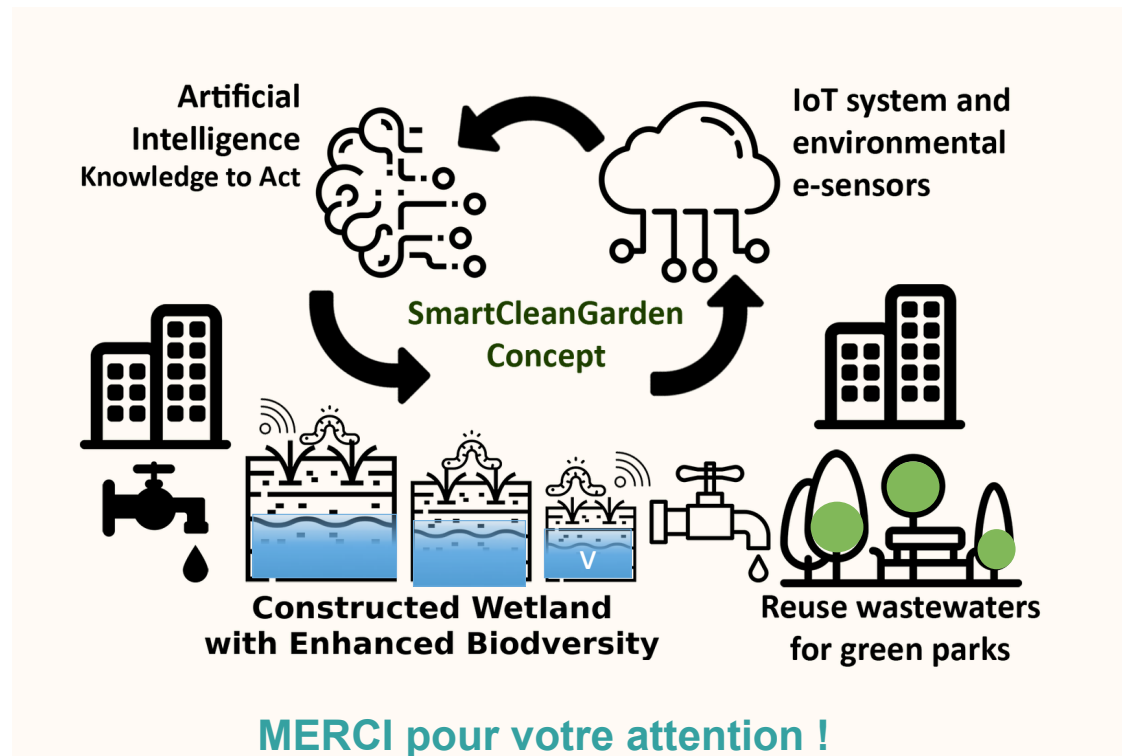 Artificial
Intelligence
Knowledge to Act
IoT system and
environmental
e-sensors
SmartCleanGarden
Concept
V
Constructed Wetland
with Enhanced Biodversity
Reuse wastewaters
for green parks
MERCI pour votre attention !